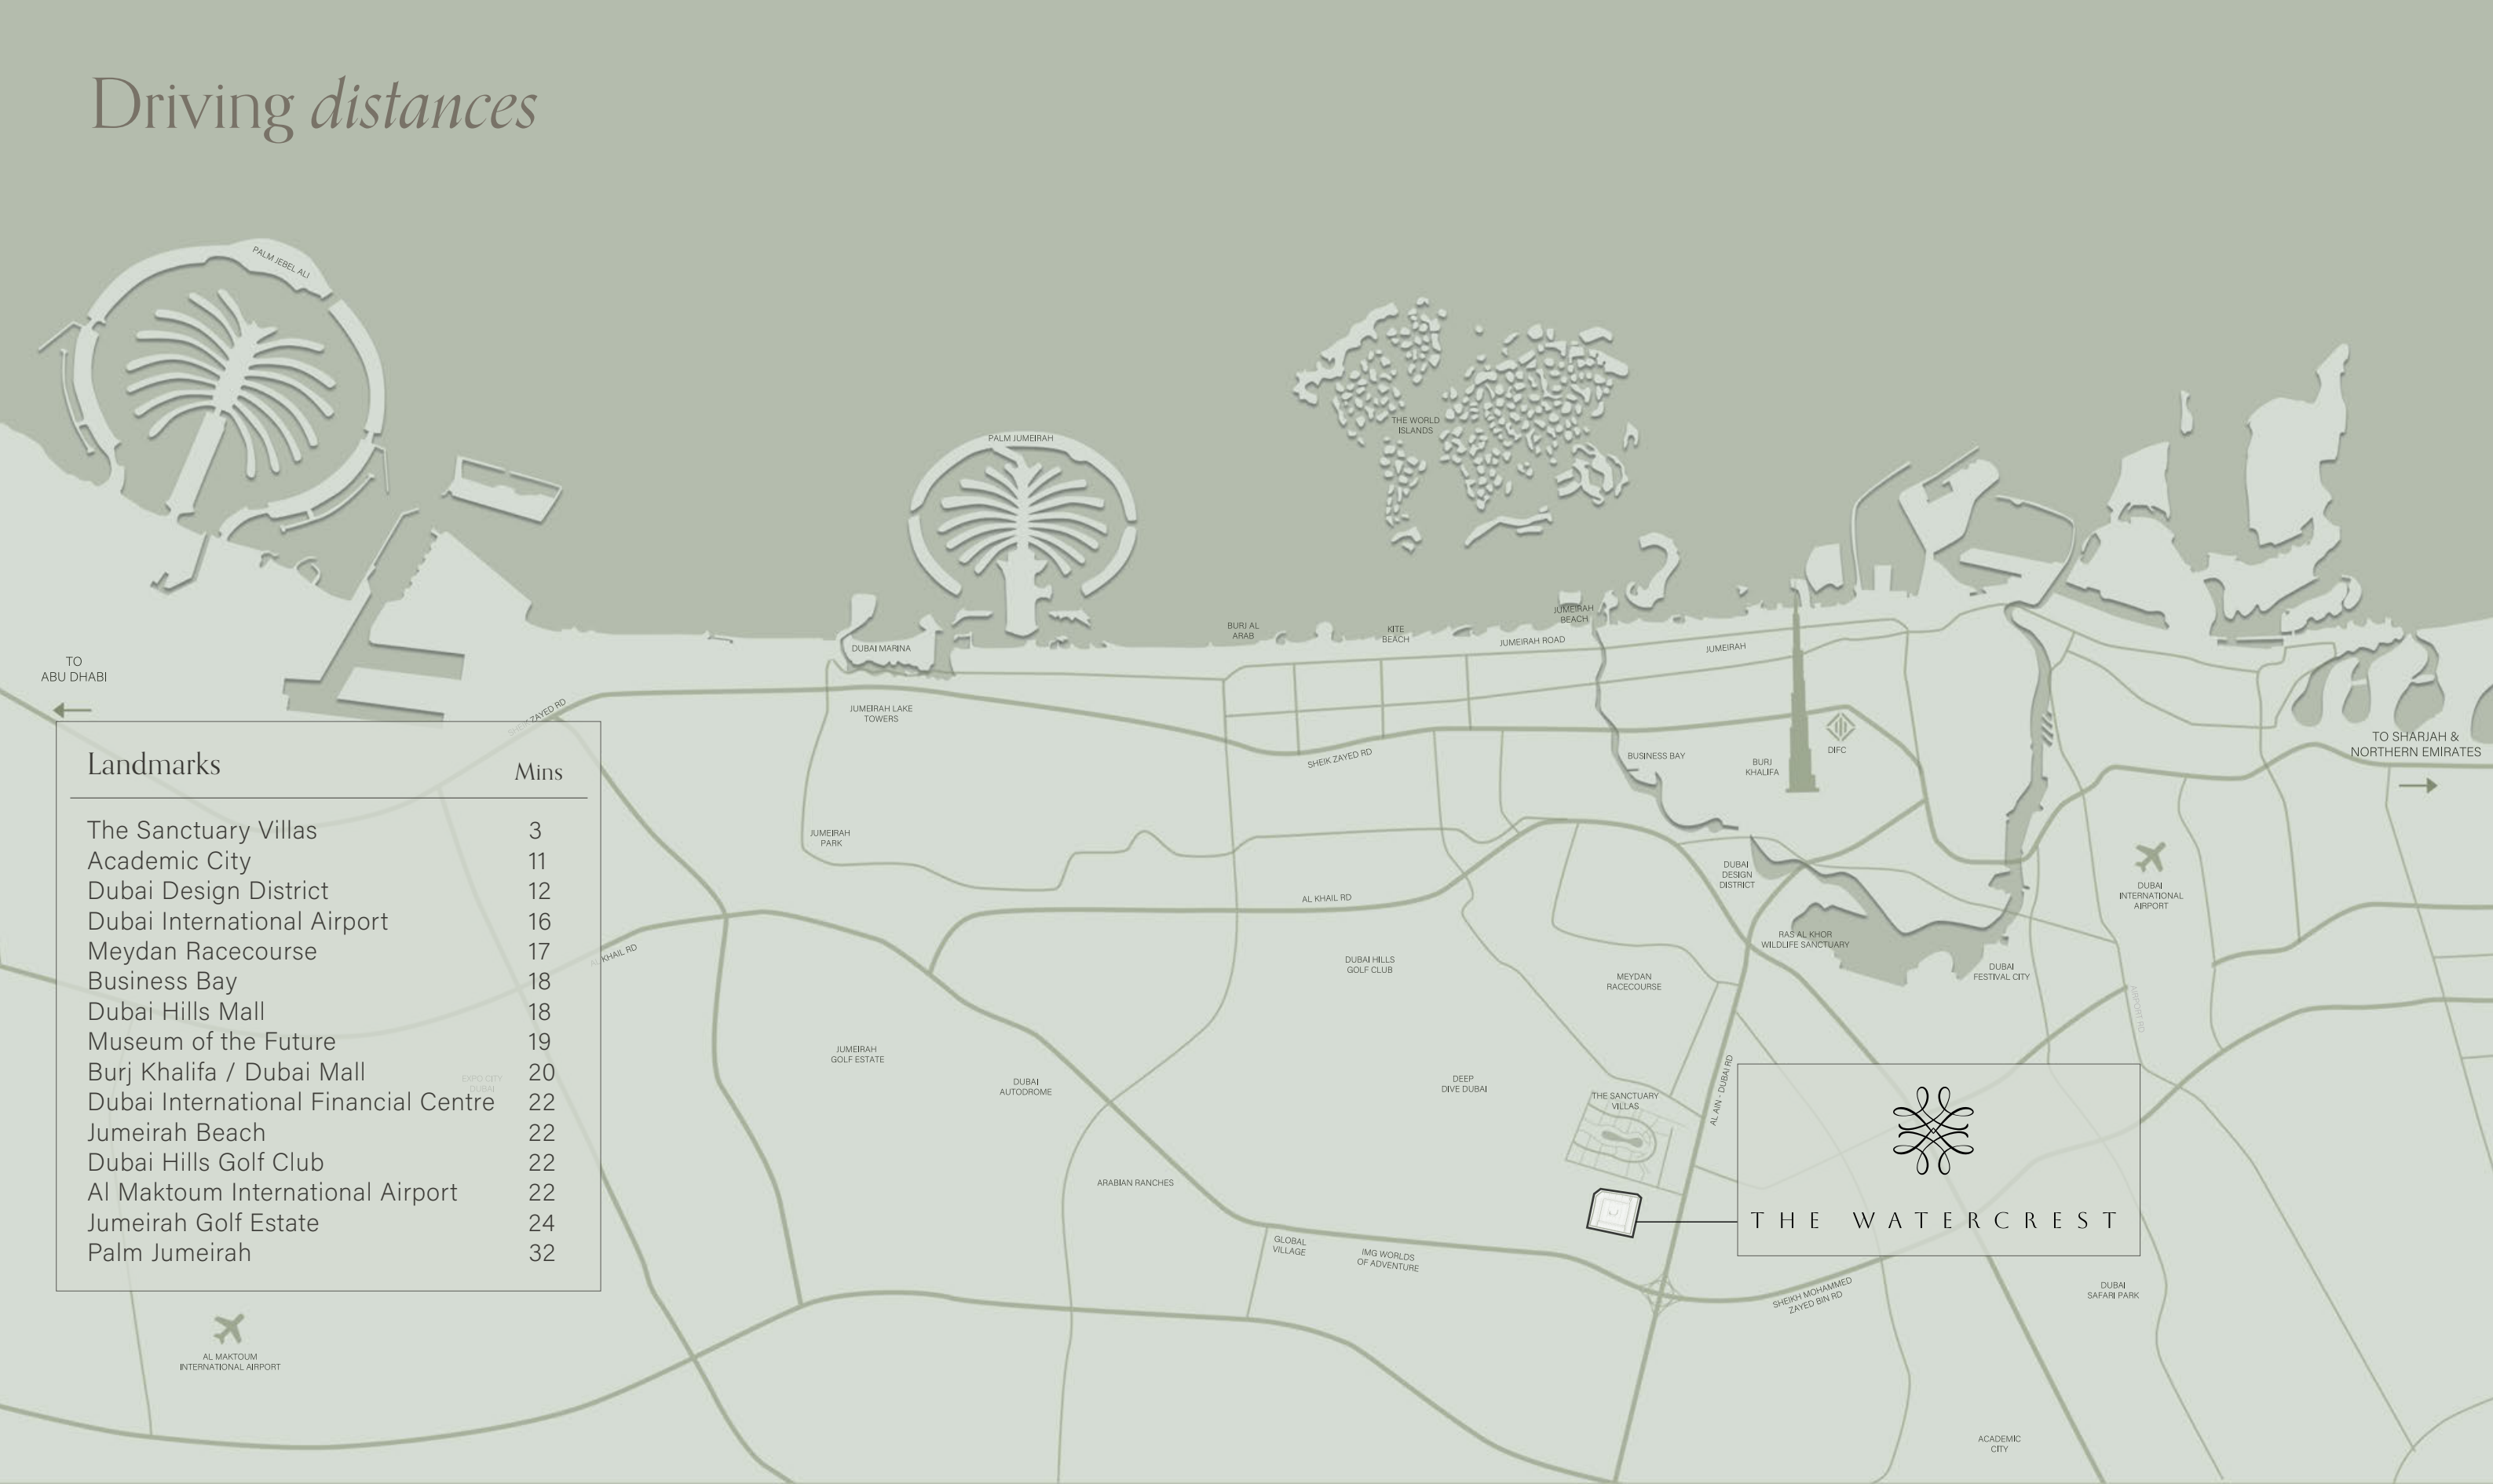 Driving distances
PALM JEBEL ALI
PALM JUMEIRAH
THE WORLD
ISLANDS
TO
ABU DHABI
DUBAI MARINA
BURJ AL
ARAB
KITE
BEACH
JUMEIRAH
BEACH
JUMEIRAH ROAD
JUMEIRAH
SHEIK ZAYED RD
JUMEIRAH LAKE
TOWERS
SHEIK ZAYED RD
BUSINESS BAY
BURJ
KHALIFA
DIFC
TO SHARJAH &
NORTHERN EMIRATES
Landmarks Mins
The Sanctuary Villas 3
Academic City 11
Dubai Design District 12
Dubai International Airport 16
Meydan Racecourse 17
Business Bay 18
Dubai Hills Mall 18
Museum of the Future 19
Burj Khalifa / Dubai Mall 20
Dubai International Financial Centre 22
Jumeirah Beach 22
Dubai Hills Golf Club 22
Al Maktoum International Airport 22
Jumeirah Golf Estate 24
Palm Jumeirah 32
JUMEIRAH
PARK
AL KHAIL RD
DUBAI
DESIGN
DISTRICT
DUBAI
INTERNATIONAL
AIRPORT
AL KHAIL RD
RAS AL KHOR
WILDLIFE SANCTUARY
DUBAI HILLS
GOLF CLUB
MEYDAN
RACECOURSE
DUBAI
FESTIVAL CITY
AIRPORT RD
EXPO CITY
DUBAI
JUMEIRAH
GOLF ESTATE
DUBAI
AUTODROME
DEEP
DIVE DUBAI
THE SANCTUARY
VILLAS
AL AIN - DUBAI RD
ARABIAN RANCHES
THE WATERCREST
GLOBAL
VILLAGE
IMG WORLDS
OF ADVENTURE
SHEIKH MOHAMMED
ZAYED BIN RD
DUBAI
SAFARI PARK
AL MAKTOUM
INTERNATIONAL AIRPORT
ACADEMIC
CITY